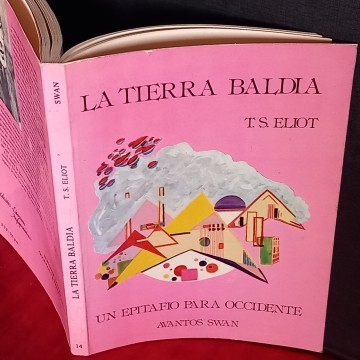 LA TIERRA BALDIA
T. S. ELIOT
UN EPITAFIO PARA OCCIDENTE
AVANTOS SWAN
SWAN
T. S. ELIOT
LA TIERRA BALDIA
14